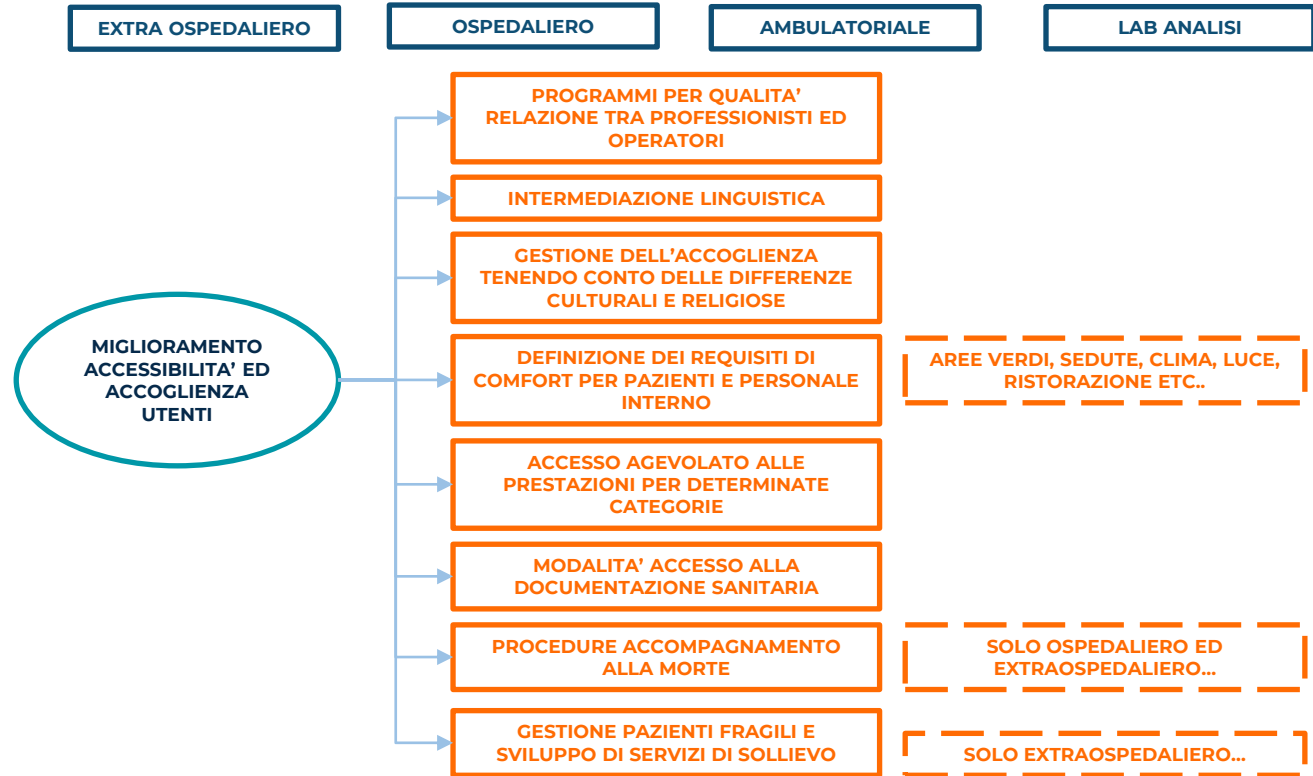 EXTRA OSPEDALIERO
OSPEDALIERO
AMBULATORIALE
LAB ANALISI
PROGRAMMI PER QUALITA’
RELAZIONE TRA PROFESSIONISTI ED
OPERATORI
INTERMEDIAZIONE LINGUISTICA
GESTIONE DELL’ACCOGLIENZA
TENENDO CONTO DELLE DIFFERENZE
CULTURALI E RELIGIOSE
MIGLIORAMENTO
ACCESSIBILITA’ ED
ACCOGLIENZA
UTENTI
DEFINIZIONE DEI REQUISITI DI
COMFORT PER PAZIENTI E PERSONALE
INTERNO
AREE VERDI, SEDUTE, CLIMA, LUCE,
RISTORAZIONE ETC..
ACCESSO AGEVOLATO ALLE
PRESTAZIONI PER DETERMINATE
CATEGORIE
MODALITA’ ACCESSO ALLA
DOCUMENTAZIONE SANITARIA
PROCEDURE ACCOMPAGNAMENTO
ALLA MORTE
SOLO OSPEDALIERO ED
EXTRAOSPEDALIERO…
GESTIONE PAZIENTI FRAGILI E
SVILUPPO DI SERVIZI DI SOLLIEVO
SOLO EXTRAOSPEDALIERO…